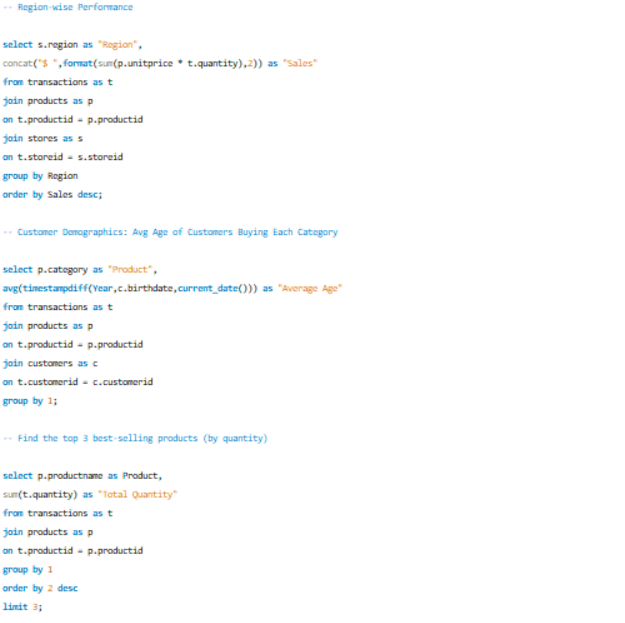 -- Region-wise Performance
select s.region as "Region",
concat("$ ",format(sum(p.unitprice * t.quantity),2)) as "Sales"
from transactions as t
join products as p
on t.productid = p.productid
join stores as s
on t.storeid = s.storeid
group by Region
order by Sales desc;
-- Customer Demographics: Avg Age of Customers Buying Each Category
select p.category as "Product",
avg(timestampdiff(Year,c.birthdate,current_date())) as "Average Age"
from transactions as t
join products as p
on t.productid = p.productid
join customers as c
on t.customerid = c.customerid
group by 1;
-- Find the top 3 best-selling products (by quantity)
select p.productname as Product,
sum(t.quantity) as "Total Quantity"
from transactions as t
join products as p
on t.productid = p.productid
group by 1
order by 2 desc
limit 3;